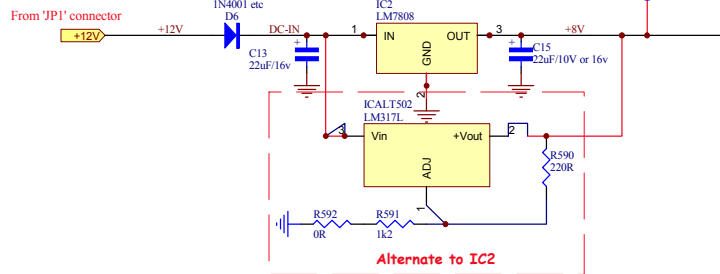 1N4001 etc
D6
IC2
LM7808
From 'JP1' connector
+12V
+12V
DC-IN
1
IN
OUT
3
+8V
GND
2
+
C13
22uF/16v
+
C15
22uF/10V or 16v
ICALT502
LM317L
3
Vin
+Vout
2
ADJ
1
R590
220R
R592
0R
R591
1k2
Alternate to IC2